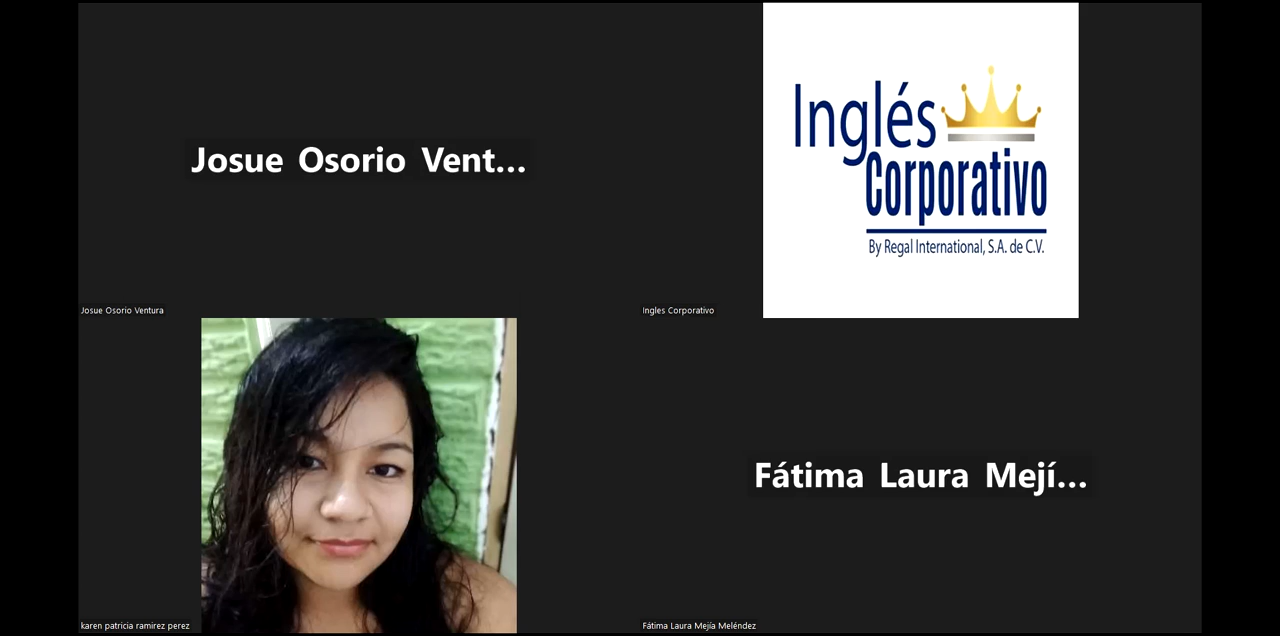 Josue Osorio Vent...
Josue Osorio Ventura
Inglés
Corporativo
By Regal International, S.A. de C.V.
Ingles Corporativo
karen patricia ramirez perez
Fátima Laura Mejí...
Fátima Laura Mejía Meléndez